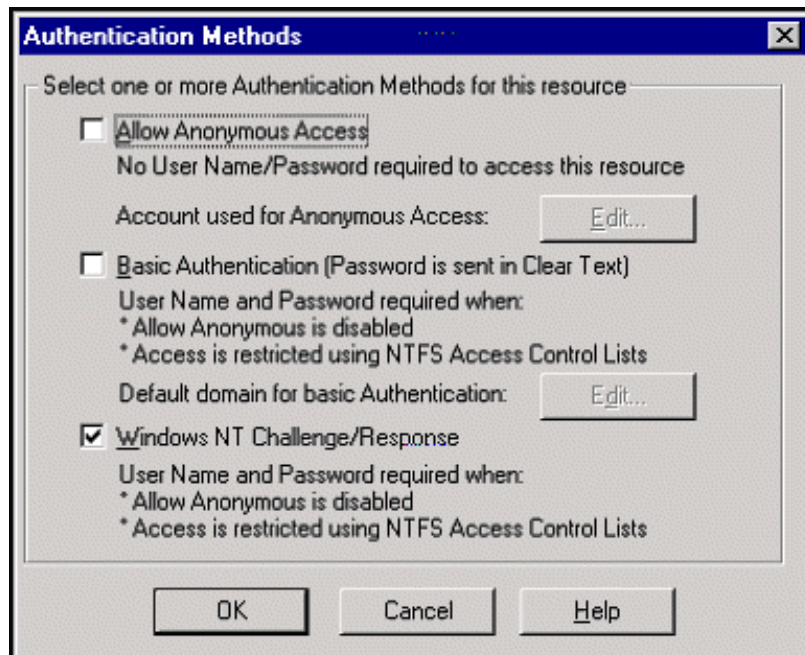 Authentication Methods
Select one or more Authentication Methods for this resource
Allow Anonymous Access
No User Name/Password required to access this resource
Account used for Anonymous Access: Edit...
Basic Authentication (Password is sent in Clear Text)
User Name and Password required when:
*Allow Anonymous is disabled
*Access is restricted using NTFS Access Control Lists
Default domain for basic Authentication: Edit...
Windows NT Challenge/Response
User Name and Password required when:
*Allow Anonymous is disabled
*Access is restricted using NTFS Access Control Lists
OK Cancel Help